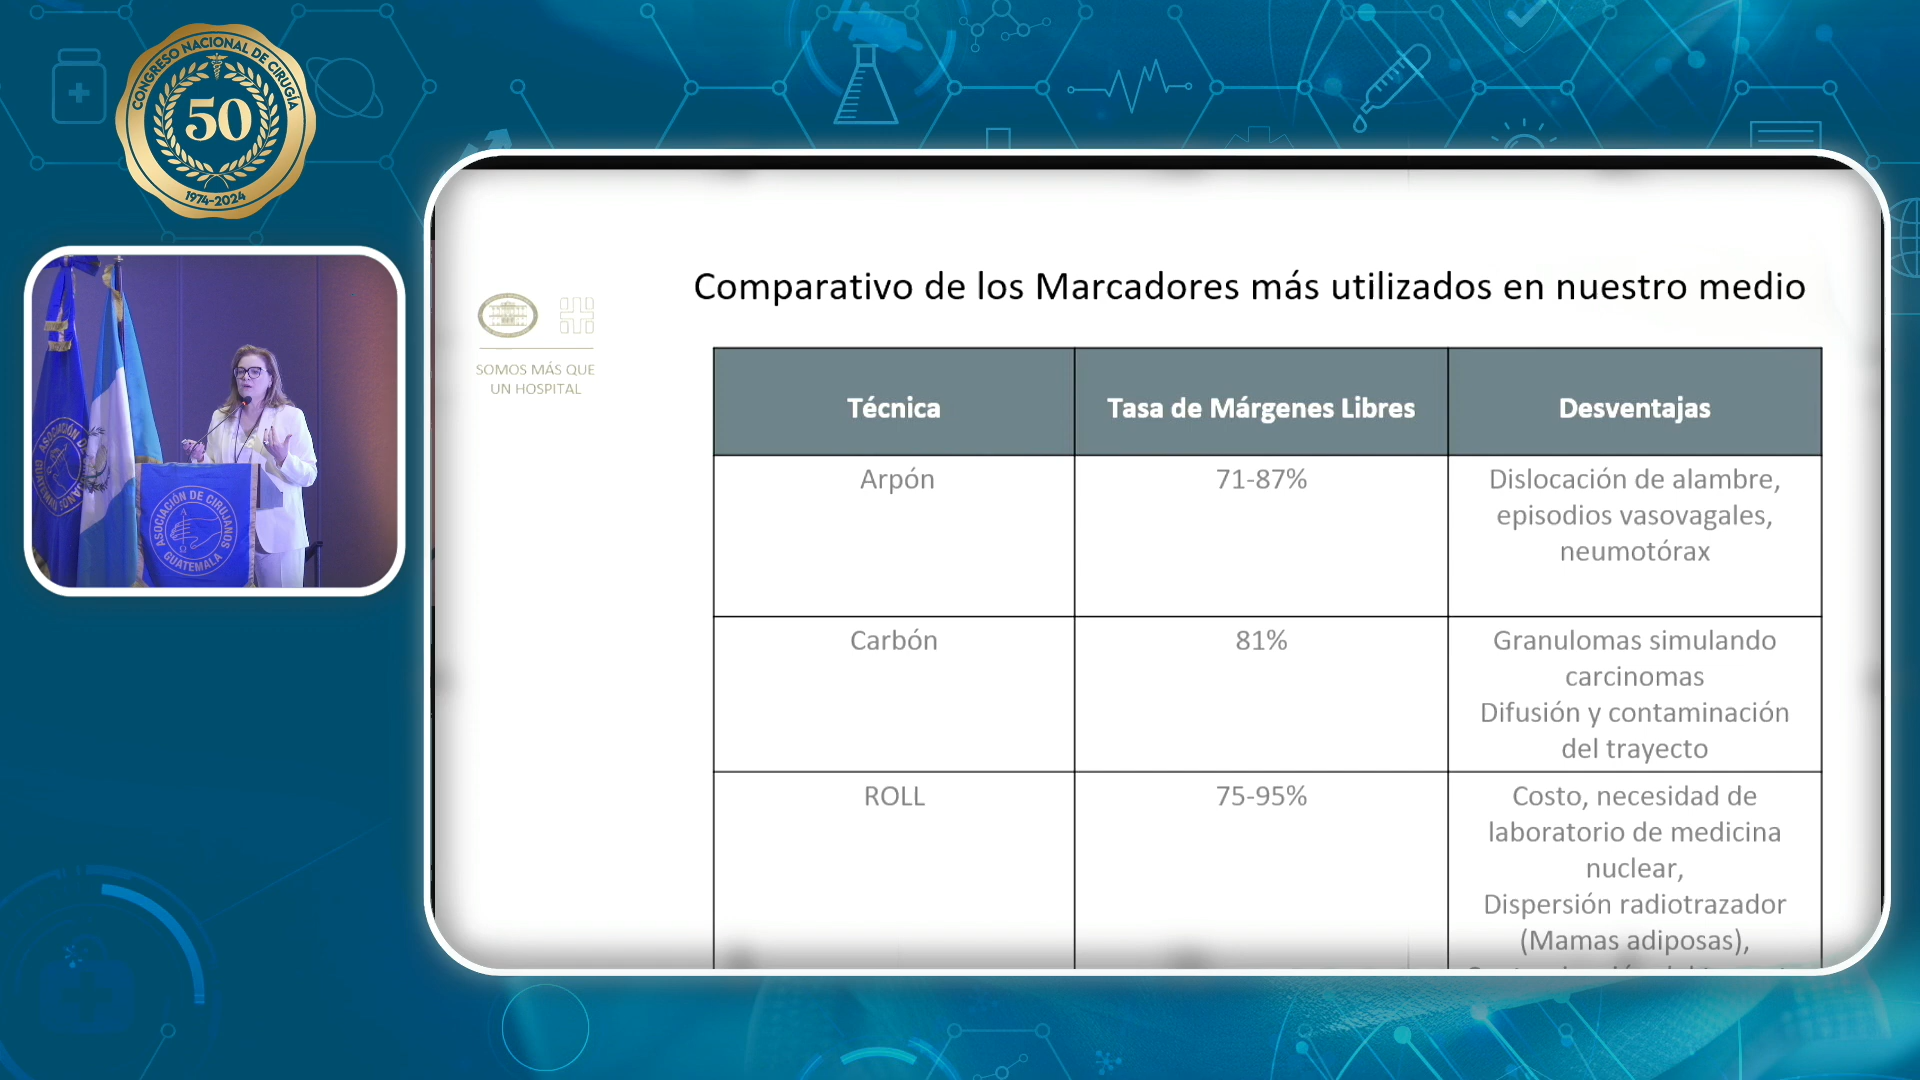 CONGRESO NACIONAL DE CIRUGÍA
50
1974-2024
Comparativo de los Marcadores más utilizados en nuestro medio
SOMOS MÁS QUE
UN HOSPITAL
Técnica
Tasa de Márgenes Libres
Desventajas
Arpón
71-87%
Dislocación de alambre,
episodios vasovagales,
neumotórax
Carbón
81%
Granulomas simulando
carcinomas
Difusión y contaminación
del trayecto
ROLL
75-95%
Costo, necesidad de
laboratorio de medicina
nuclear,
Dispersión radiotrazador
(Mamas adiposas),
ASOCIACIÓN DE CIRUJANOS
GUATEMALA